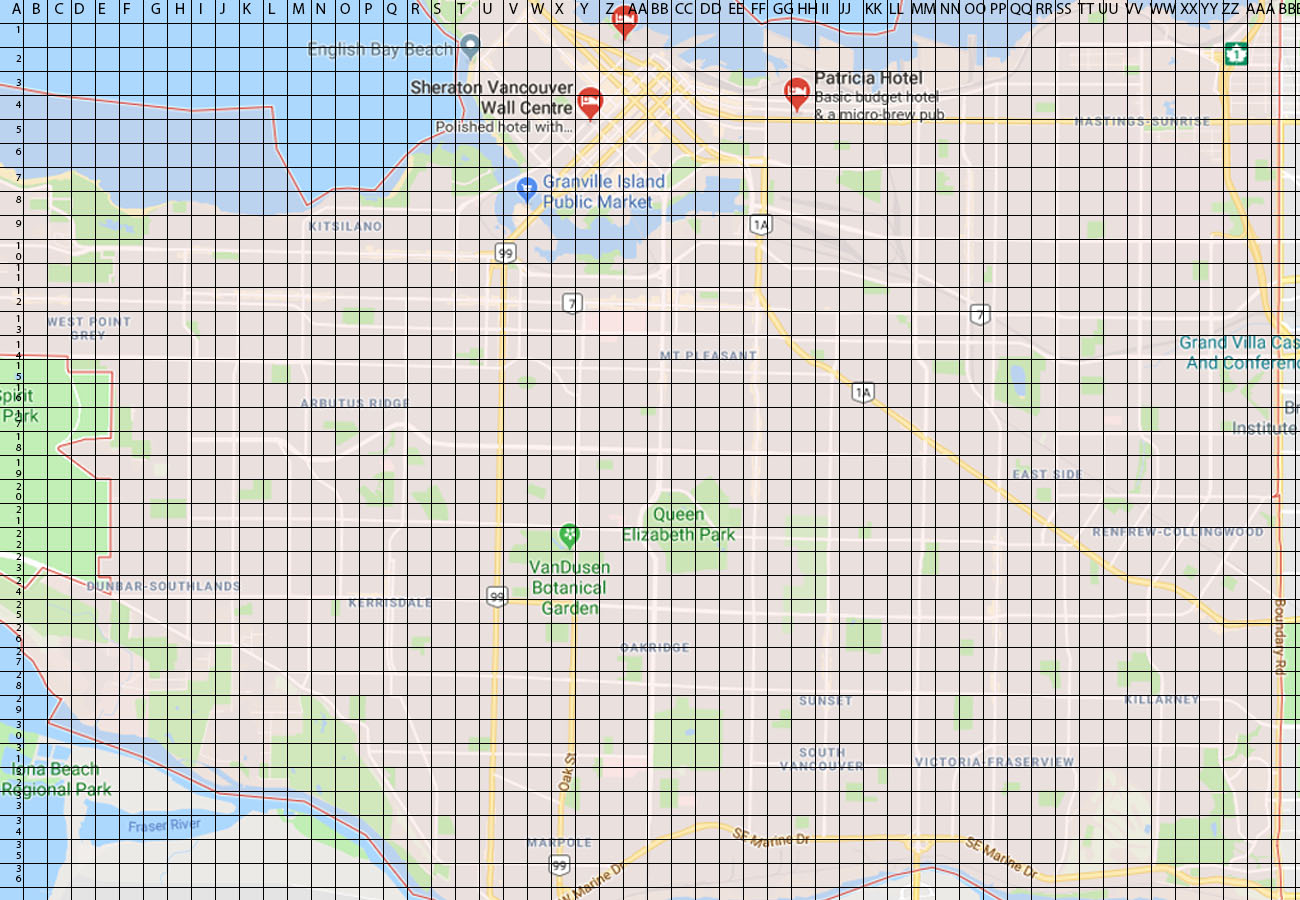 A B C D E F G H I J K L M N O P Q R S T U V W X Y Z AA BB CC DD EE FF GG HH II JJ KK LL MM NN OO PP QQ RR SS TT UU VV WW XX YY ZZ AAA BBB
1
2
3
4
5
6
7
8
9
10
11
12
13
14
15
16
17
18
19
20
21
22
23
24
25
26
27
28
29
30
31
32
33
34
35
36
English Bay Beach
1
Sheraton Vancouver
Wall Centre
Polished hotel with...
Patricia Hotel
Basic budget hotel
& a micro-brew pub
HASTINGS-SUNRISE
Granville Island
Public Market
KITSILANO
1A
99
7
7
WEST POINT
GREY
MT PLEASANT
Grand Villa Cas
And Conferenc
Spirit
Park
ARBUTUS RIDGE
1A
Br
Institute
EAST SIDE
Queen
Elizabeth Park
RENFREW-COLLINGWOOD
VanDusen
Botanical
Garden
DUNBAR-SOUTHLANDS
KERRISDALE
99
OAKRIDGE
Boundary Rd
SUNSET
KILLARNEY
SOUTH
VANCOUVER
VICTORIA-FRASERVIEW
Iona Beach
Regional Park
Oak St
Fraser River
MARPOLE
SE Marine Dr
SE Marine Dr
99
W Marine Dr